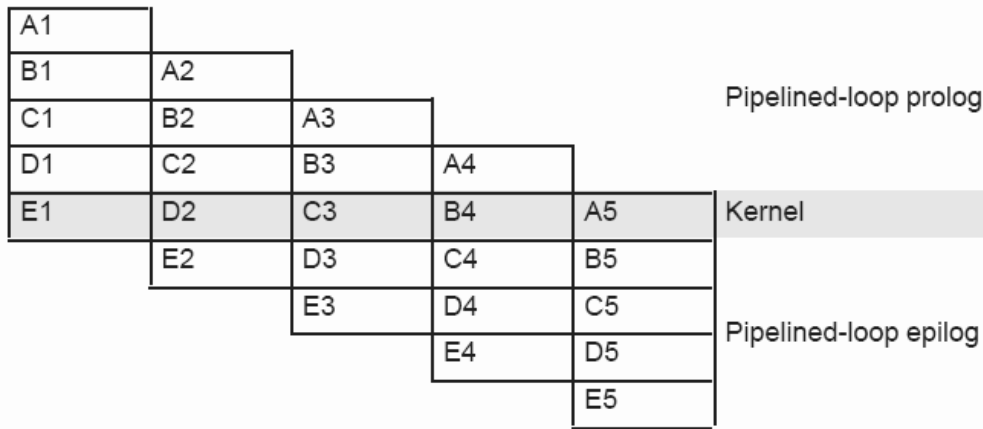 A1
B1 A2
Pipelined-loop prolog
C1 B2 A3
D1 C2 B3 A4
E1 D2 C3 B4 A5 Kernel
E2 D3 C4 B5
E3 D4 C5
Pipelined-loop epilog
E4 D5
E5